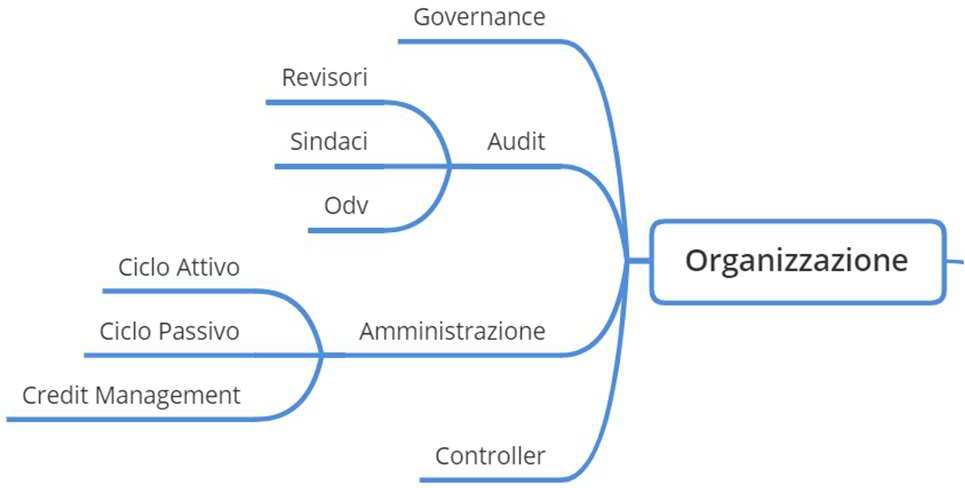 Governance
Revisori
Sindaci
Audit
Odv
Ciclo Attivo
Organizzazione
Ciclo Passivo
Amministrazione
Credit Management
Controller